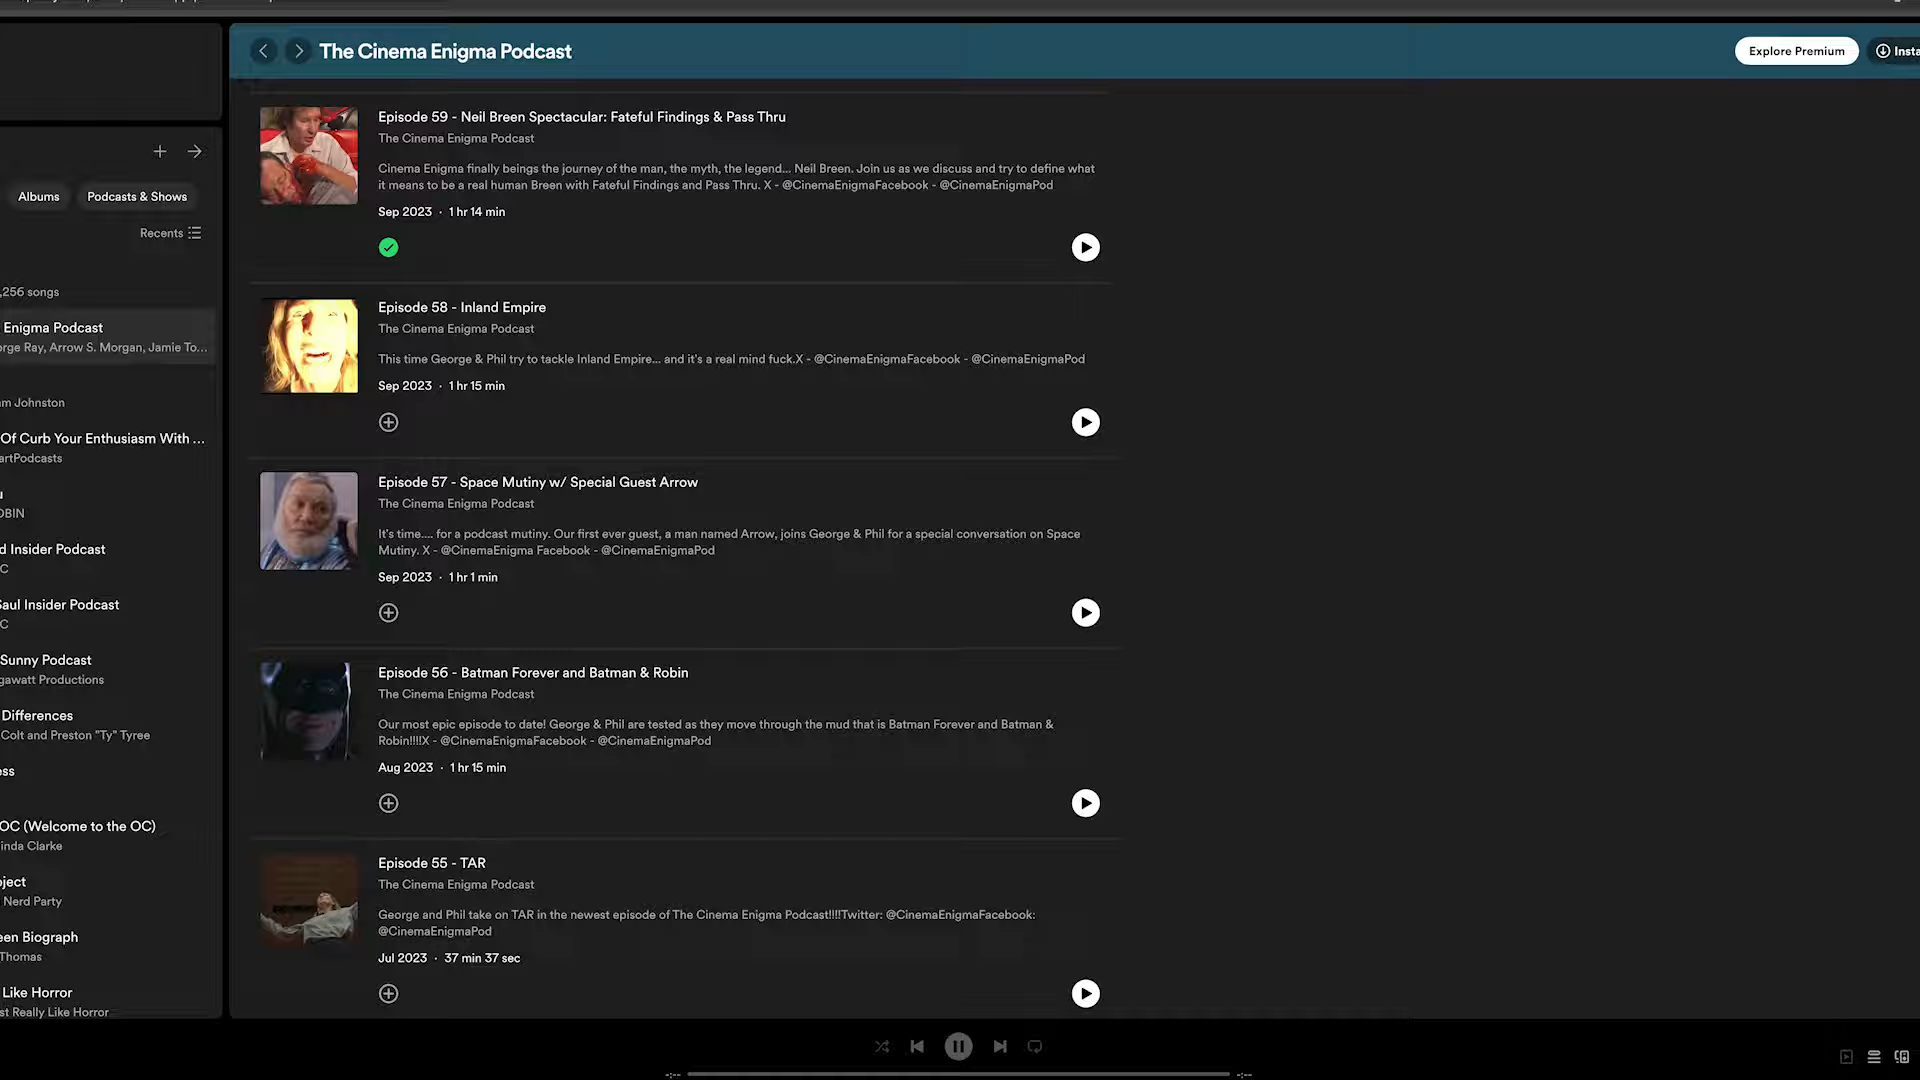 The Cinema Enigma Podcast
Explore Premium
Albums
Podcasts & Shows
Recents
,256 songs
Enigma Podcast
rge Ray, Arrow S. Morgan, Jamie To...
m Johnston
Of Curb Your Enthusiasm With ...
artPodcasts
OBIN
d Insider Podcast
C
Saul Insider Podcast
C
Sunny Podcast
gawatt Productions
Differences
Colt and Preston "Ty" Tyree
ess
OC (Welcome to the OC)
inda Clarke
oject
Nerd Party
een Biograph
Thomas
Like Horror
st Really Like Horror
Episode 59 - Neil Breen Spectacular: Fateful Findings & Pass Thru
The Cinema Enigma Podcast
Cinema Enigma finally beings the journey of the man, the myth, the legend... Neil Breen. Join us as we discuss and try to define what
it means to be a real human Breen with Fateful Findings and Pass Thru. X - @CinemaEnigmaFacebook - @CinemaEnigmaPod
Sep 2023 · 1 hr 14 min
Episode 58 - Inland Empire
The Cinema Enigma Podcast
This time George & Phil try to tackle Inland Empire... and it's a real mind fuck.X - @CinemaEnigmaFacebook - @CinemaEnigmaPod
Sep 2023 · 1 hr 15 min
Episode 57 - Space Mutiny w/ Special Guest Arrow
The Cinema Enigma Podcast
It's time.... for a podcast mutiny. Our first ever guest, a man named Arrow, joins George & Phil for a special conversation on Space
Mutiny. X - @CinemaEnigma Facebook - @CinemaEnigmaPod
Sep 2023 · 1 hr 1 min
Episode 56 - Batman Forever and Batman & Robin
The Cinema Enigma Podcast
Our most epic episode to date! George & Phil are tested as they move through the mud that is Batman Forever and Batman &
Robin!!!!X - @CinemaEnigmaFacebook - @CinemaEnigmaPod
Aug 2023 · 1 hr 15 min
Episode 55 - TAR
The Cinema Enigma Podcast
George and Phil take on TAR in the newest episode of The Cinema Enigma Podcast!!!!Twitter: @CinemaEnigmaFacebook:
@CinemaEnigmaPod
Jul 2023 · 37 min 37 sec
-:--
-:--